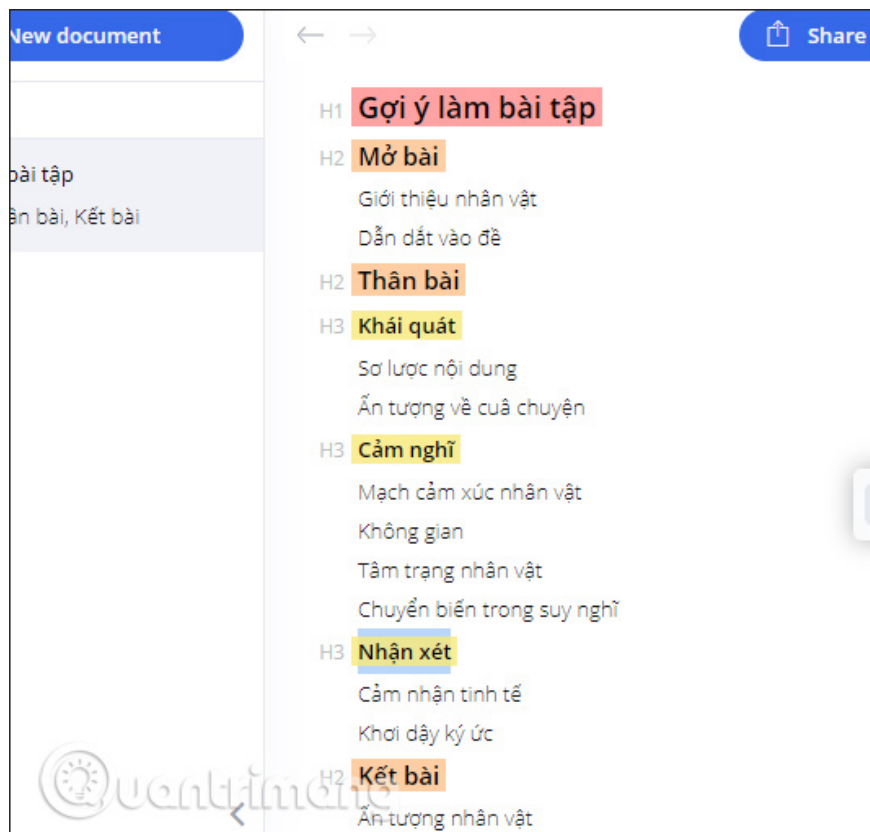 New document
Share
bài tập
ân bài, Kết bài
H1 Gợi ý làm bài tập
H2 Mở bài
Giới thiệu nhân vật
Dẫn dắt vào đề
H2 Thân bài
H3 Khái quát
Sơ lược nội dung
Ấn tượng về cuâ chuyện
H3 Cảm nghĩ
Mạch cảm xúc nhân vật
Không gian
Tâm trạng nhân vật
Chuyển biến trong suy nghĩ
H3 Nhận xét
Cảm nhận tinh tế
Khơi dậy ký ức
H2 Kết bài
Ấn tượng nhân vật
Quantrimang